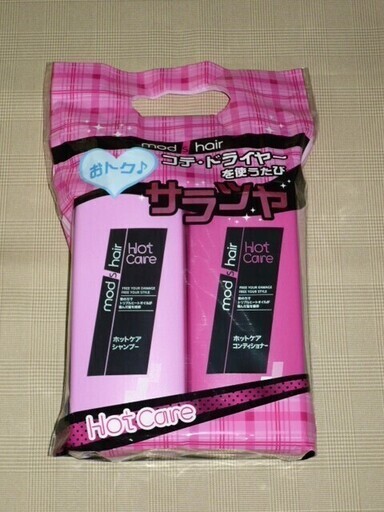 mod's hair
おトク♪
コテ・ドライヤー
を使うたび
サラツヤ
mod's hair
Hot
Care
FREE YOUR DAMAGE
FREE YOUR STYLE
ホットケア
シャンプー
mod's hair
Hot
Care
FREE YOUR DAMAGE
FREE YOUR STYLE
ホットケア
コンディショナー
Hot Care